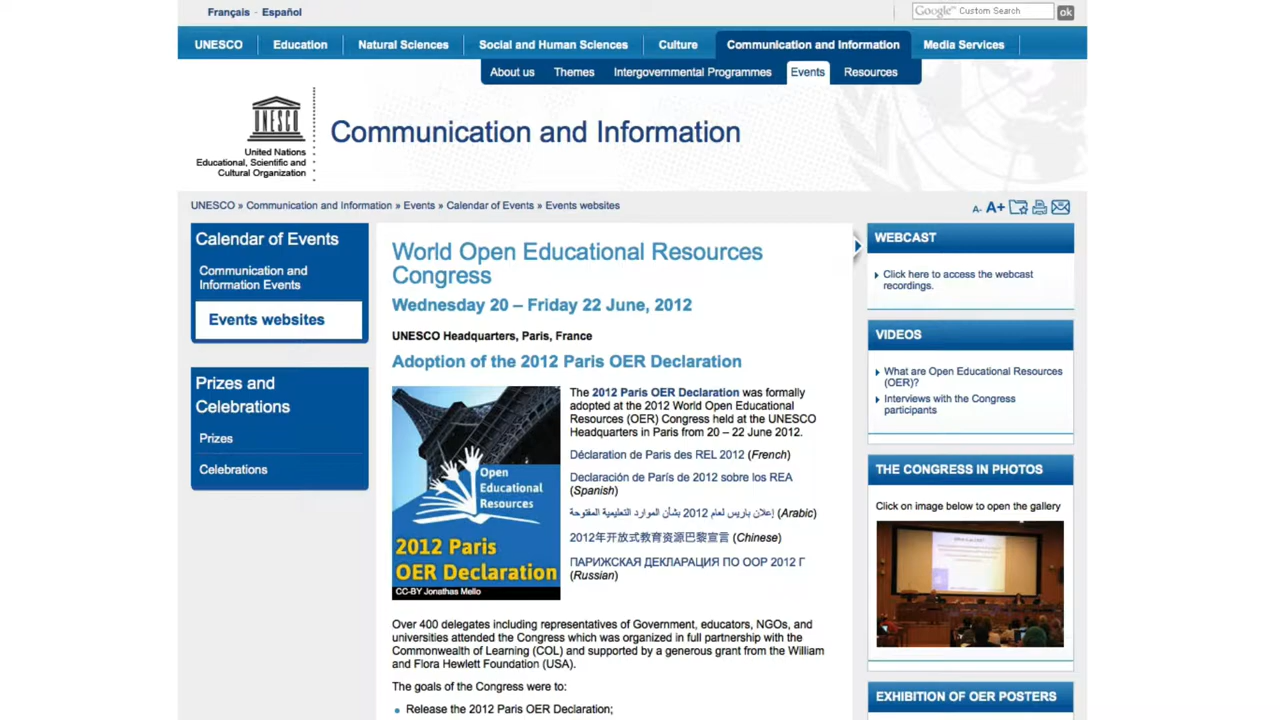 Français - Español
Google™ Custom Search ok
UNESCO Education Natural Sciences Social and Human Sciences Culture Communication and Information Media Services
About us Themes Intergovernmental Programmes Events Resources
UNESCO
United Nations
Educational, Scientific and
Cultural Organization
Communication and Information
UNESCO » Communication and Information » Events » Calendar of Events » Events websites
A- A+
Calendar of Events
Communication and
Information Events
Events websites
Prizes and
Celebrations
Prizes
Celebrations
World Open Educational Resources
Congress
Wednesday 20 – Friday 22 June, 2012
UNESCO Headquarters, Paris, France
Adoption of the 2012 Paris OER Declaration
Open
Educational
Resources
2012 Paris
OER Declaration
CC-BY Jonathas Mello
The 2012 Paris OER Declaration was formally
adopted at the 2012 World Open Educational
Resources (OER) Congress held at the UNESCO
Headquarters in Paris from 20 – 22 June 2012.
Déclaration de Paris des REL 2012 (French)
Declaración de París de 2012 sobre los REA
(Spanish)
إعلان باريس لعام 2012 بشأن الموارد التعليمية المفتوحة (Arabic)
2012年开放式教育资源巴黎宣言 (Chinese)
ПАРИЖСКАЯ ДЕКЛАРАЦИЯ ПО ООР 2012 Г
(Russian)
Over 400 delegates including representatives of Government, educators, NGOs, and
universities attended the Congress which was organized in full partnership with the
Commonwealth of Learning (COL) and supported by a generous grant from the William
and Flora Hewlett Foundation (USA).
The goals of the Congress were to:
Release the 2012 Paris OER Declaration;
WEBCAST
Click here to access the webcast
recordings.
VIDEOS
What are Open Educational Resources
(OER)?
Interviews with the Congress
participants
THE CONGRESS IN PHOTOS
Click on image below to open the gallery
EXHIBITION OF OER POSTERS